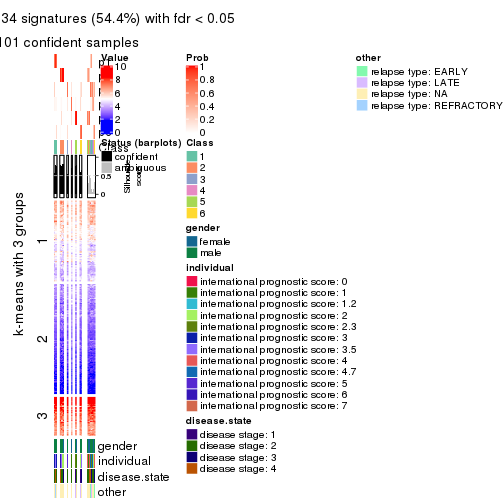 34 signatures (54.4%) with fdr < 0.05
101 confident samples
Value
10
8
6
4
2
0
Prob
1
0.8
0.6
0.4
0.2
0
other
relapse type: EARLY
relapse type: LATE
relapse type: NA
relapse type: REFRACTORY
Class
Status (barplots)
confident
ambiguous
0.5
0
Silhouette
score
Class
1
2
3
4
5
6
gender
female
male
individual
international prognostic score: 0
international prognostic score: 1
international prognostic score: 1.2
international prognostic score: 2
international prognostic score: 2.3
international prognostic score: 3
international prognostic score: 3.5
international prognostic score: 4
international prognostic score: 4.7
international prognostic score: 5
international prognostic score: 6
international prognostic score: 7
disease.state
disease stage: 1
disease stage: 2
disease stage: 3
disease stage: 4
k-means with 3 groups
1
2
3
gender
individual
disease.state
other